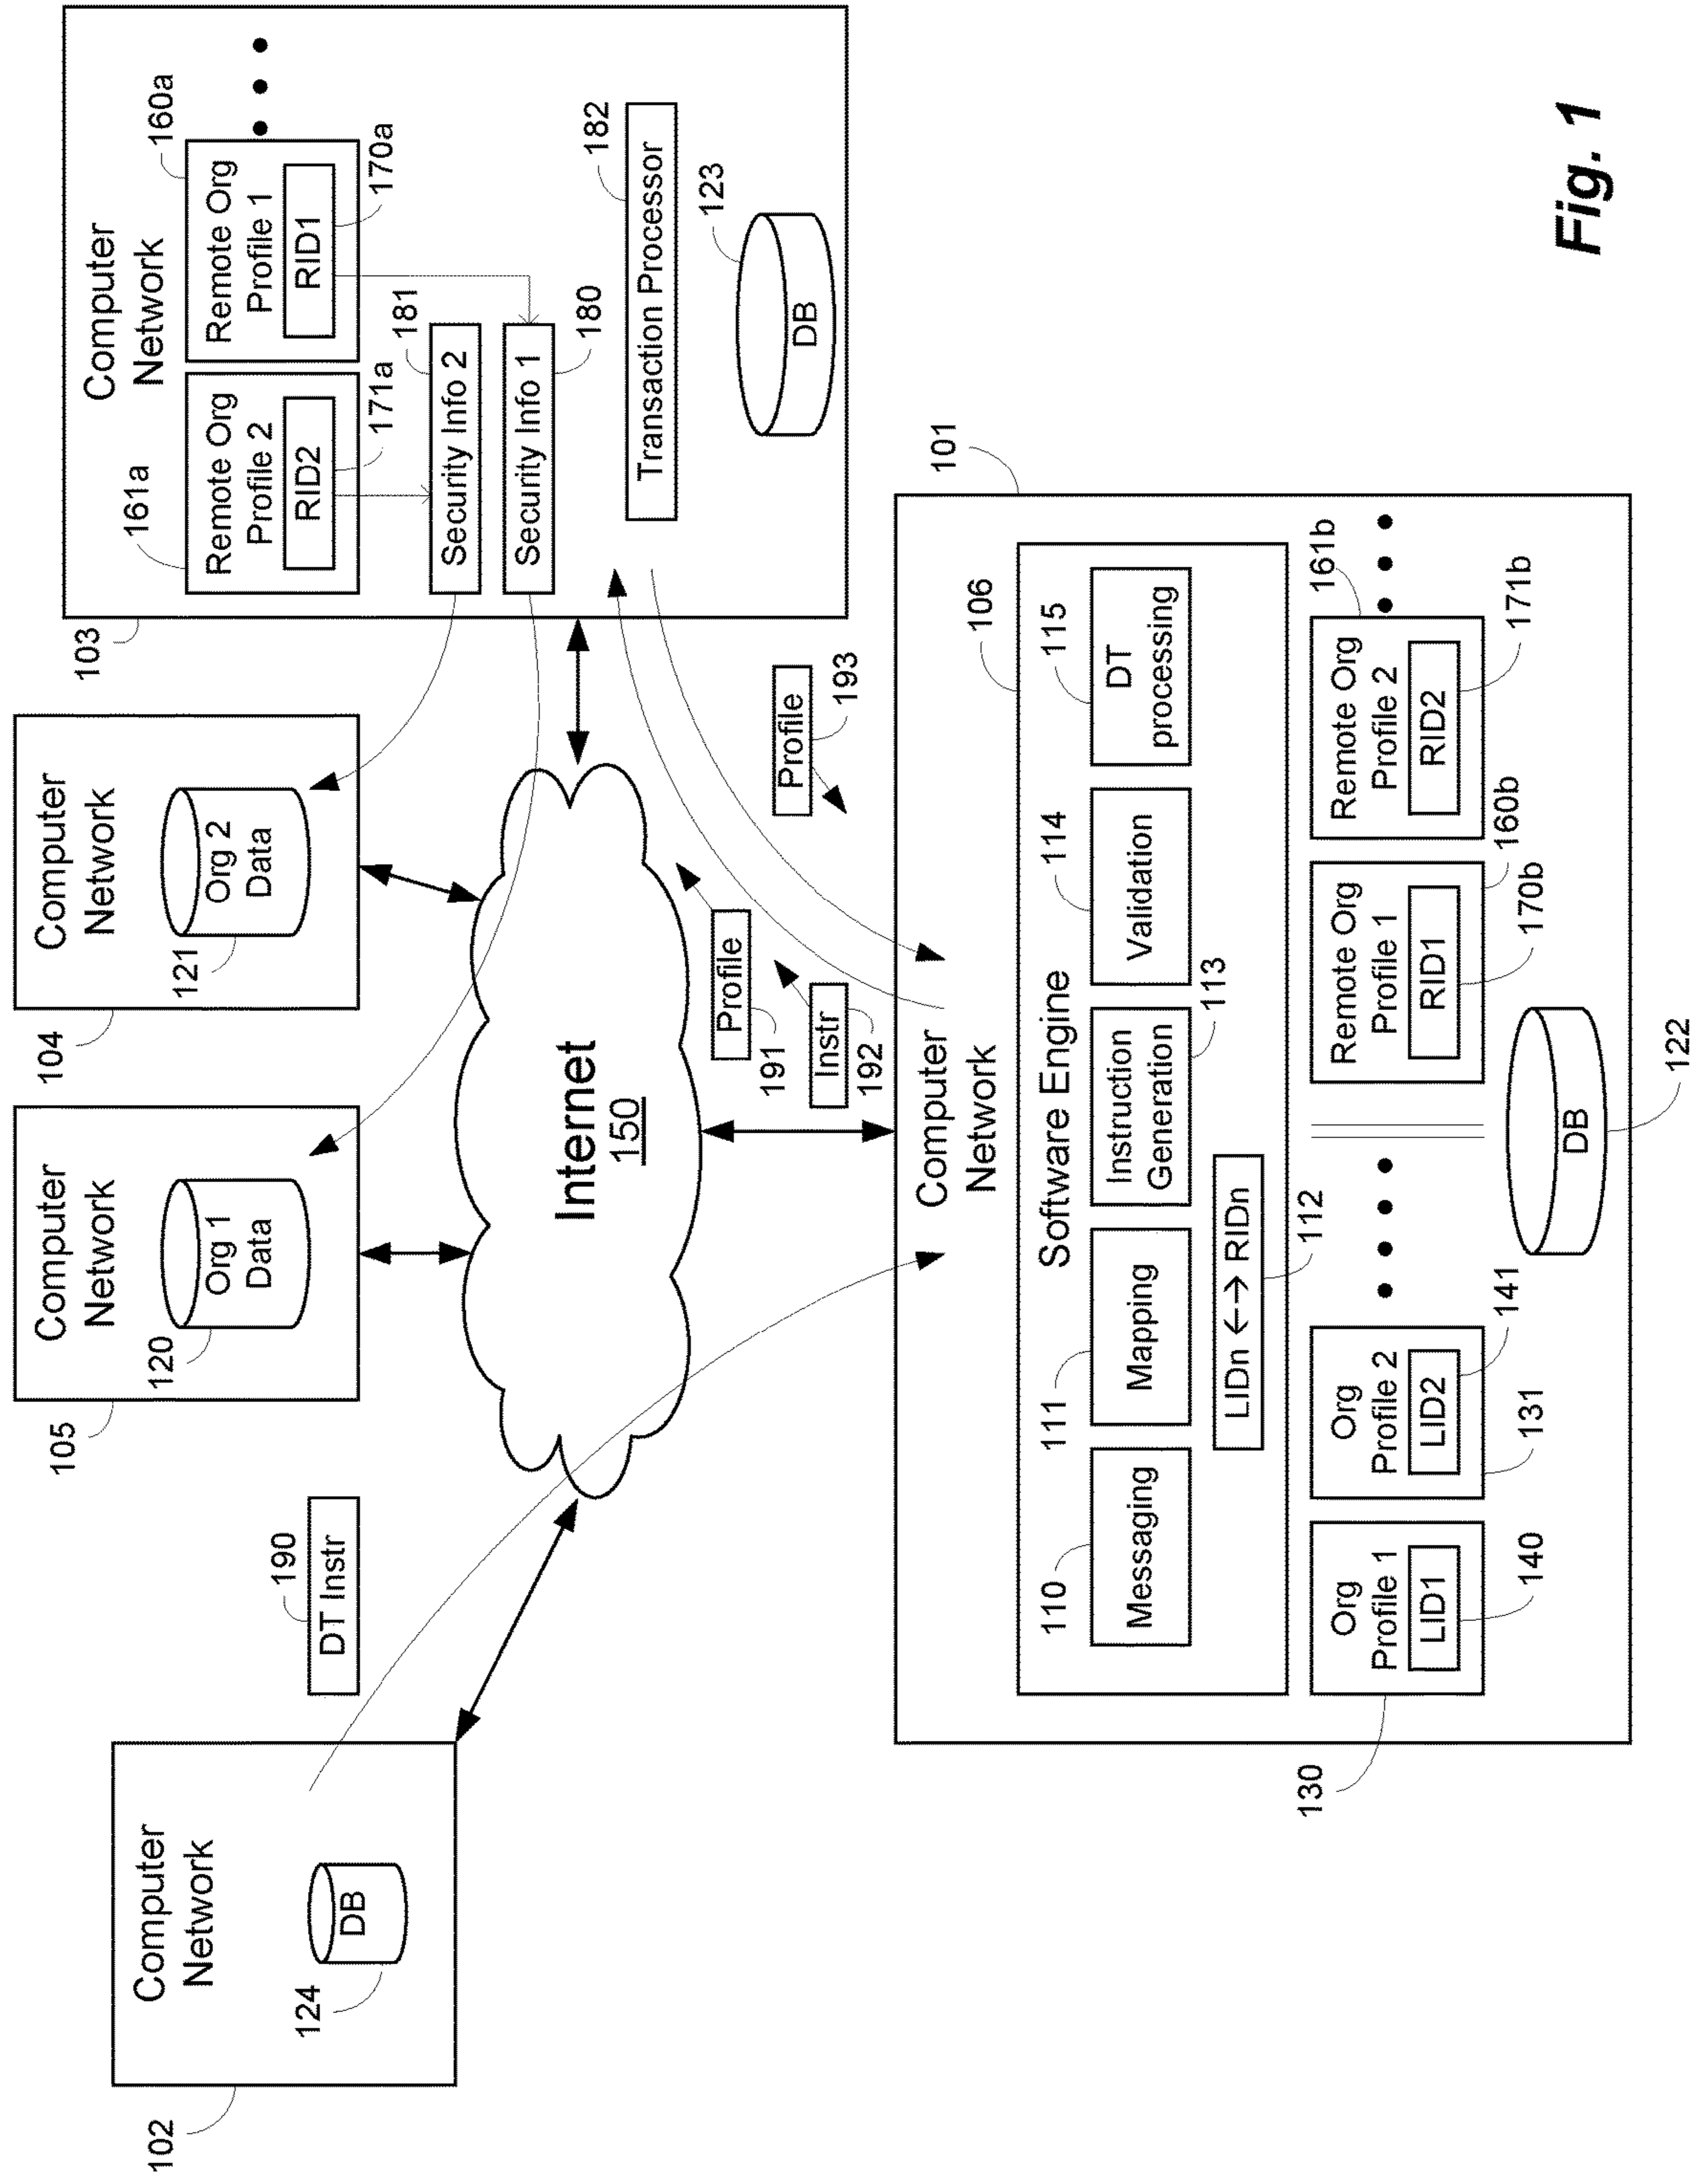 102
Computer
Network
DB
124
190
DT Instr
105
Computer
Network
Org 1
Data
120
104
Computer
Network
Org 2
Data
121
103
Computer
Network
161a
Remote Org
Profile 2
RID2
171a
160a
Remote Org
Profile 1
RID1
170a
Security Info 2
181
Security Info 1
180
Transaction Processor
182
123
DB
Internet
150
Profile
191
Instr
192
Profile
193
101
Computer
Network
106
Software Engine
110
Messaging
111
Mapping
Instruction
Generation
113
114
Validation
115
DT
processing
LIDn ←→ RIDn
112
130
Org
Profile 1
LID1
140
Org
Profile 2
LID2
141
131
Remote Org
Profile 1
RID1
160b
170b
Remote Org
Profile 2
RID2
161b
171b
DB
122
Fig. 1